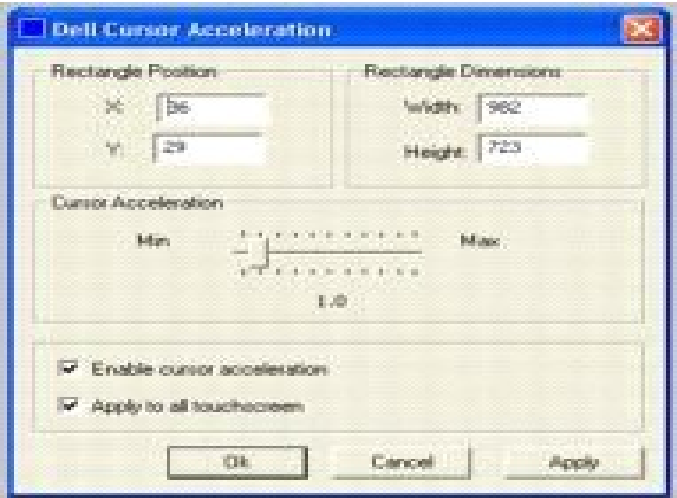 Dell Cursor Acceleration
Rectangle Position
X: 36
Y: 29
Rectangle Dimensions
Width: 982
Height: 723
Cursor Acceleration
Min Max
1.0
Enable cursor acceleration
Apply to all touchscreen
Ok Cancel Apply